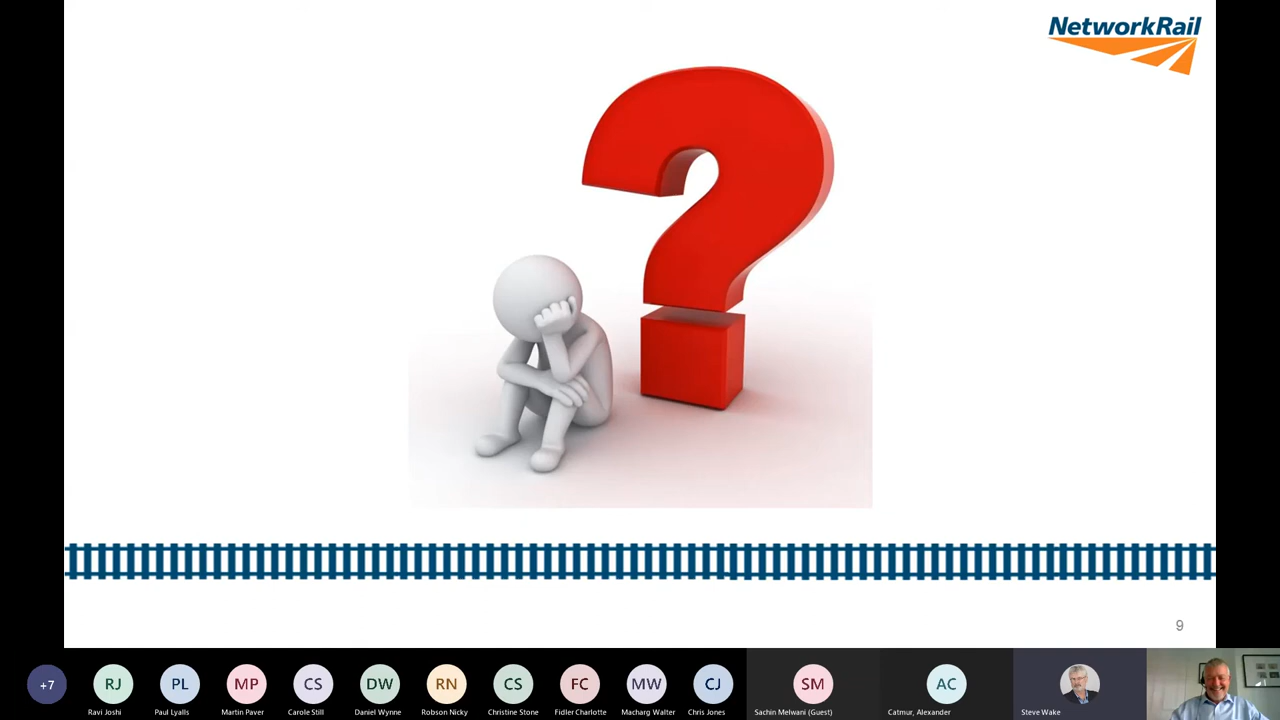 NetworkRail
?
9
+7
RJ
PL
MP
CS
DW
RN
CS
FC
MW
CJ
SM
AC
Ravi Joshi
Paul Lyalls
Martin Paver
Carole Still
Daniel Wynne
Robson Nicky
Christine Stone
Fidler Charlotte
Macharg Walter
Chris Jones
Sachin Melwani (Guest)
Catmur, Alexander
Steve Wake